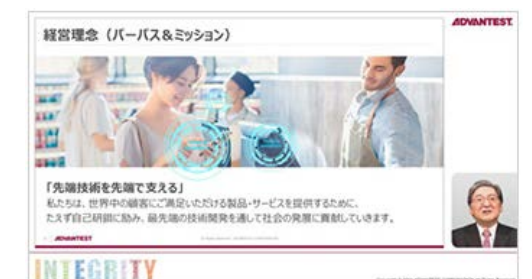 ADVANTEST
経営理念（パーパス＆ミッション）
「先端技術を先端で支える」
私たちは、世界中の顧客にご満足いただける製品・サービスを提供するために、
たえず自己研鎖に励み、最先端の技術開発を通して社会の発展に貢献していきます。
ADVANTEST
INTEGRITY